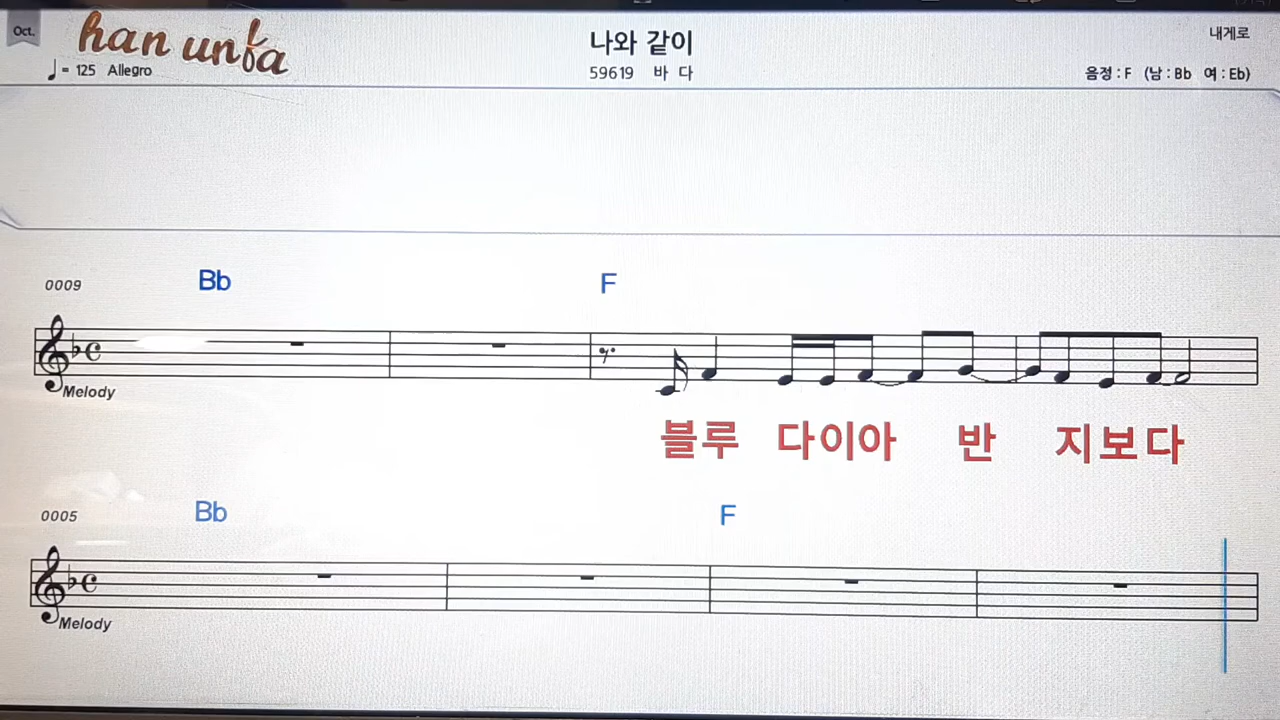 Oct.
han unfa
나와 같이
내게로
♩= 125 Allegro
59619 바 다
음정 : F (남 : Bb 여 : Eb)
0009 Bb F
Melody
블루 다이아 반 지보다
0005 Bb F
Melody